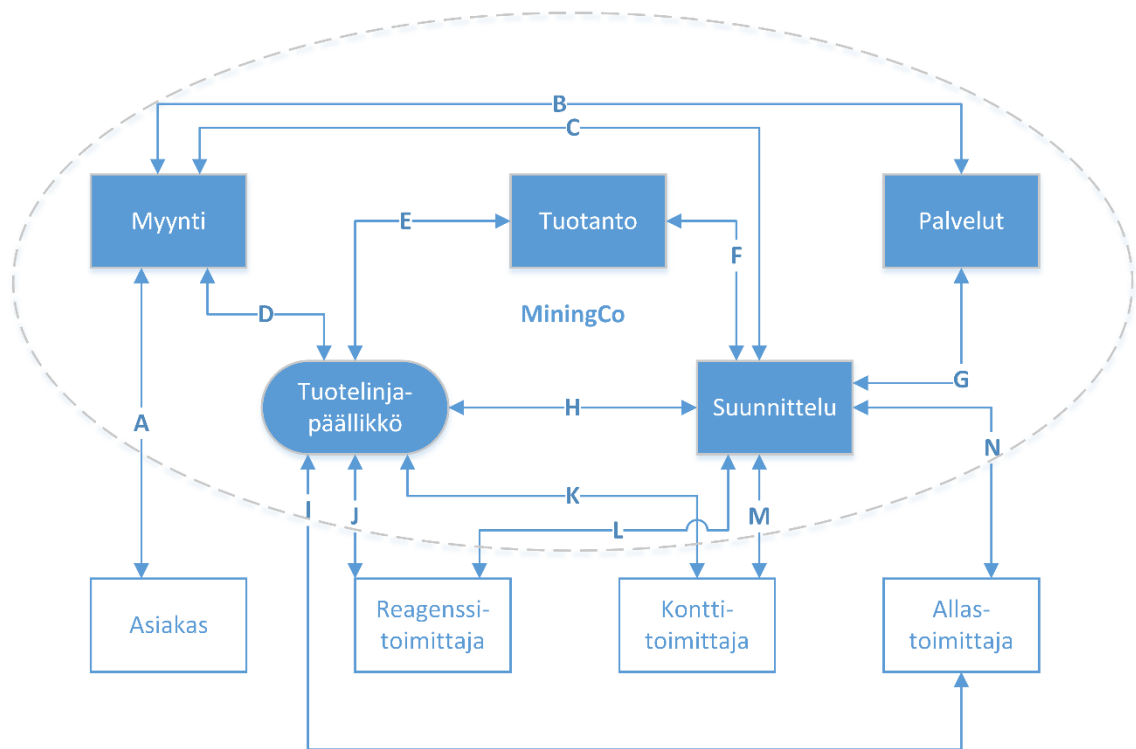 B
C
Myynti
Tuotanto
Palvelut
E
F
D
MiningCo
G
Tuotelinja-
päällikkö
H
Suunnittelu
A
N
K
I
J
L
M
Asiakas
Reagenssi-
toimittaja
Kontti-
toimittaja
Allas-
toimittaja